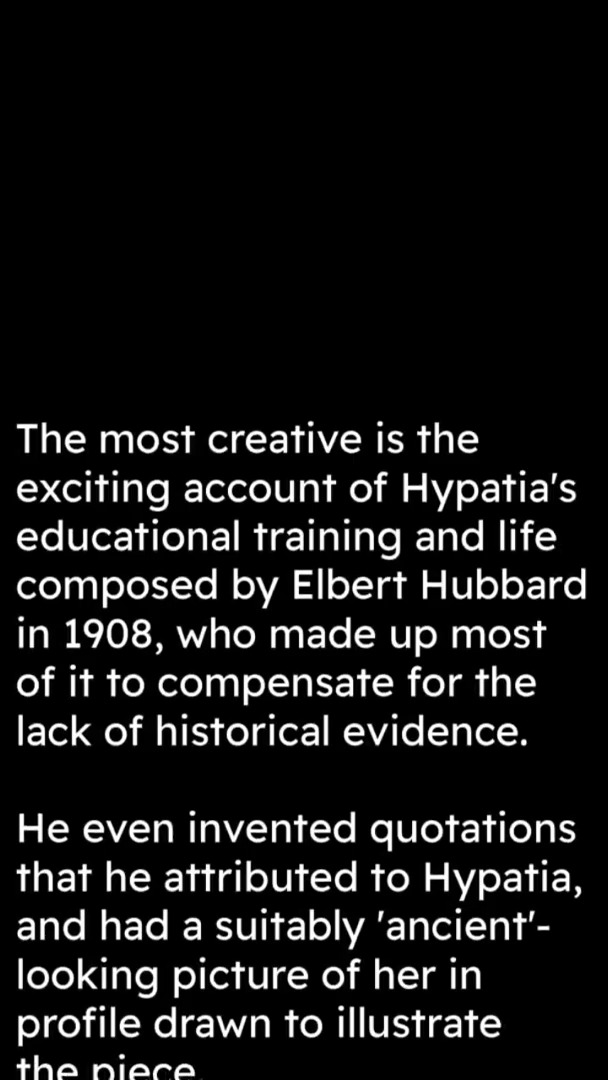 The most creative is the
exciting account of Hypatia's
educational training and life
composed by Elbert Hubbard
in 1908, who made up most
of it to compensate for the
lack of historical evidence.
He even invented quotations
that he attributed to Hypatia,
and had a suitably 'ancient'-
looking picture of her in
profile drawn to illustrate
the piece.